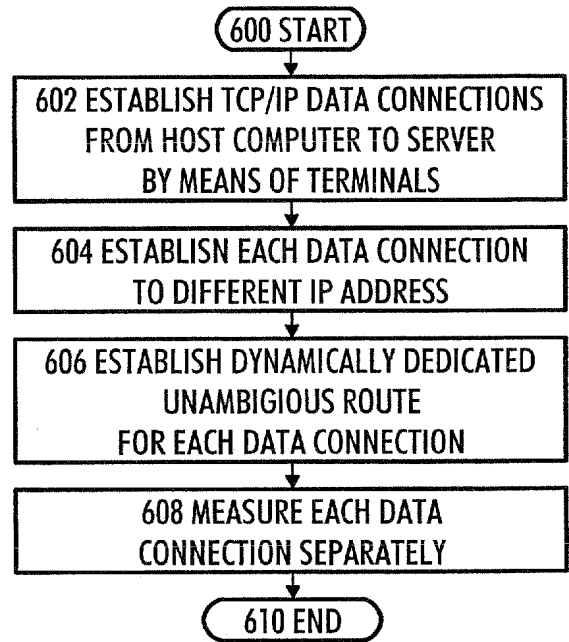 600 START
602 ESTABLISH TCP/IP DATA CONNECTIONS
FROM HOST COMPUTER TO SERVER
BY MEANS OF TERMINALS
604 ESTABLISN EACH DATA CONNECTION
TO DIFFERENT IP ADDRESS
606 ESTABLISH DYNAMICALLY DEDICATED
UNAMBIGIOUS ROUTE
FOR EACH DATA CONNECTION
608 MEASURE EACH DATA
CONNECTION SEPARATELY
610 END